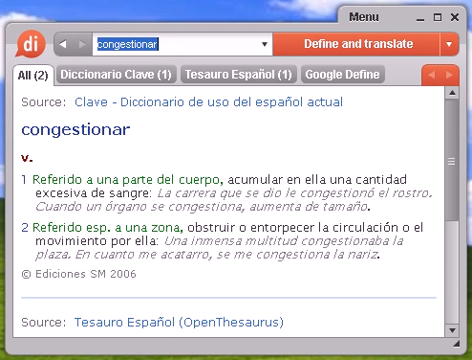 Menu
di
congestionar
Define and translate
All (2)
Diccionario Clave (1)
Tesauro Español (1)
Google Define
Source: Clave - Diccionario de uso del español actual
congestionar
v.
1 Referido a una parte del cuerpo, acumular en ella una cantidad
excesiva de sangre: La carrera que se dio le congestionó el rostro.
Cuando un órgano se congestiona, aumenta de tamaño.
2 Referido esp. a una zona, obstruir o entorpecer la circulación o el
movimiento por ella: Una inmensa multitud congestionaba la
plaza. En cuanto me acatarro, se me congestiona la nariz.
© Ediciones SM 2006
Source: Tesauro Español (OpenThesaurus)